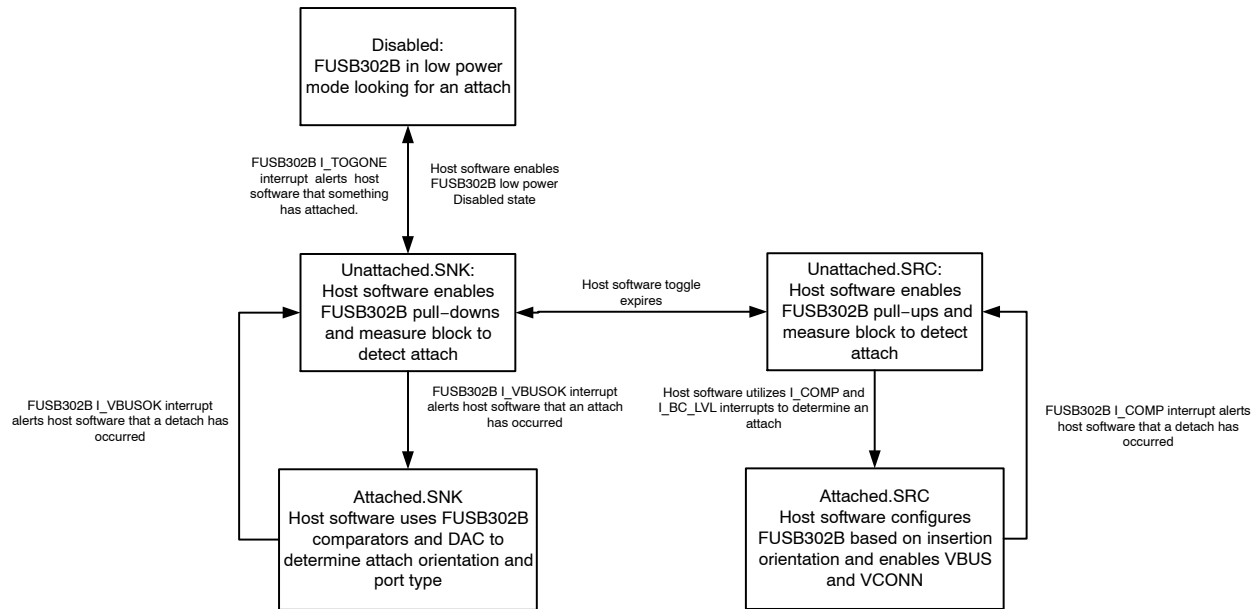 Disabled:
FUSB302B in low power
mode looking for an attach
FUSB302B I_TOGONE
interrupt alerts host
software that something
has attached.
Host software enables
FUSB302B low power
Disabled state
Unattached.SNK:
Host software enables
FUSB302B pull−downs
and measure block to
detect attach
Host software toggle
expires
Unattached.SRC:
Host software enables
FUSB302B pull−ups and
measure block to detect
attach
FUSB302B I_VBUSOK interrupt
alerts host software that a detach has
occurred
FUSB302B I_VBUSOK interrupt
alerts host software that an attach
has occurred
Host software utilizes I_COMP and
I_BC_LVL interrupts to determine an
attach
FUSB302B I_COMP interrupt alerts
host software that a detach has
occurred
Attached.SNK
Host software uses FUSB302B
comparators and DAC to
determine attach orientation and
port type
Attached.SRC
Host software configures
FUSB302B based on insertion
orientation and enables VBUS
and VCONN